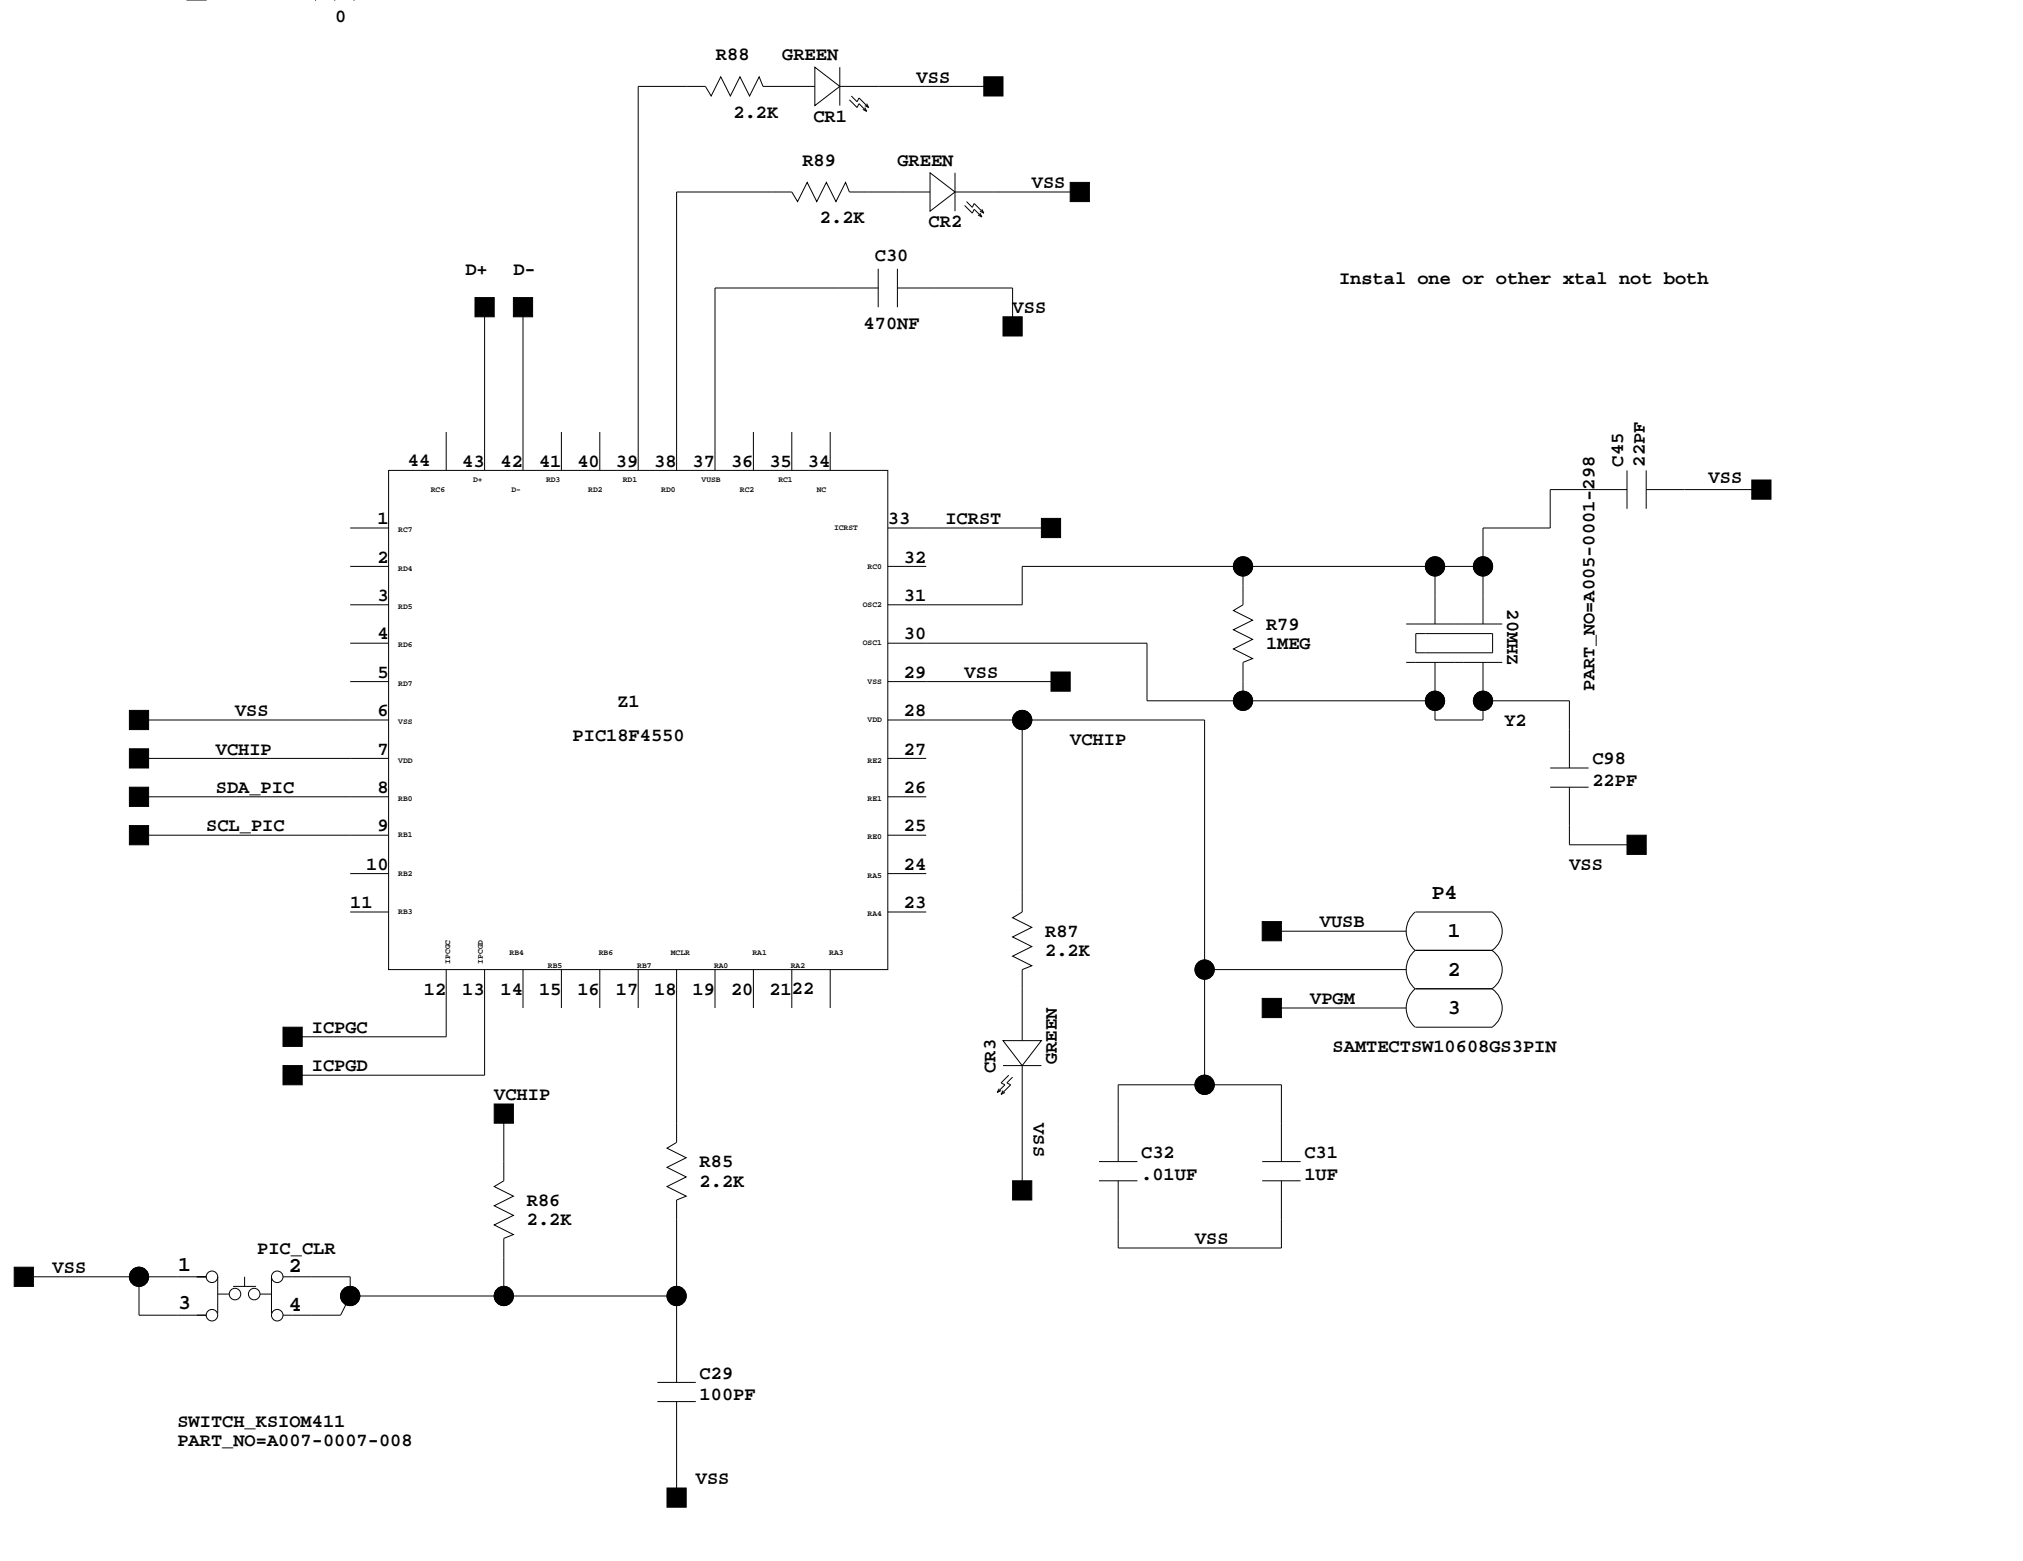 0
R88 GREEN
VSS
2.2K CR1
R89 GREEN
VSS
2.2K CR2
C30
D+ D-
Instal one or other xtal not both
VSS
470NF
C45
22PF
PART_NO=A005-0001-298
VSS
44 43 42 41 40 39 38 37 36 35 34
D+ RD3 RD1 VUSB RC1
RC6 D- RD2 RD0 RC2 NC
1 RC7
ICRST 33 ICRST
2 RD4
RC0 32
3 RD5
OSC2 31
R79
1MEG
20MHZ
4 RD6
OSC1 30
5 RD7
VSS 29 VSS
Z1
PIC18F4550
VSS 6 VSS
VDD 28
VCHIP
Y2
VCHIP 7 VDD
RE2 27
C98
22PF
SDA_PIC 8 RB0
RE1 26
SCL_PIC 9 RB1
RE0 25
VSS
10 RB2
RA5 24
11 RB3
RA4 23
P4
VUSB 1
2
VPGM 3
SAMTECTSW10608GS3PIN
R87
2.2K
IPCGC IPCGD RB4 RB6 MCLR RA1 RA3
RB5 RB7 RA0 RA2
12 13 14 15 16 17 18 19 20 21 22
ICPGC
ICPGD
CR3
GREEN
VSS
VCHIP
R85
2.2K
C32
.01UF
C31
1UF
R86
2.2K
VSS
PIC_CLR
VSS 1 2
3 4
C29
100PF
SWITCH_KSIOM411
PART_NO=A007-0007-008
VSS